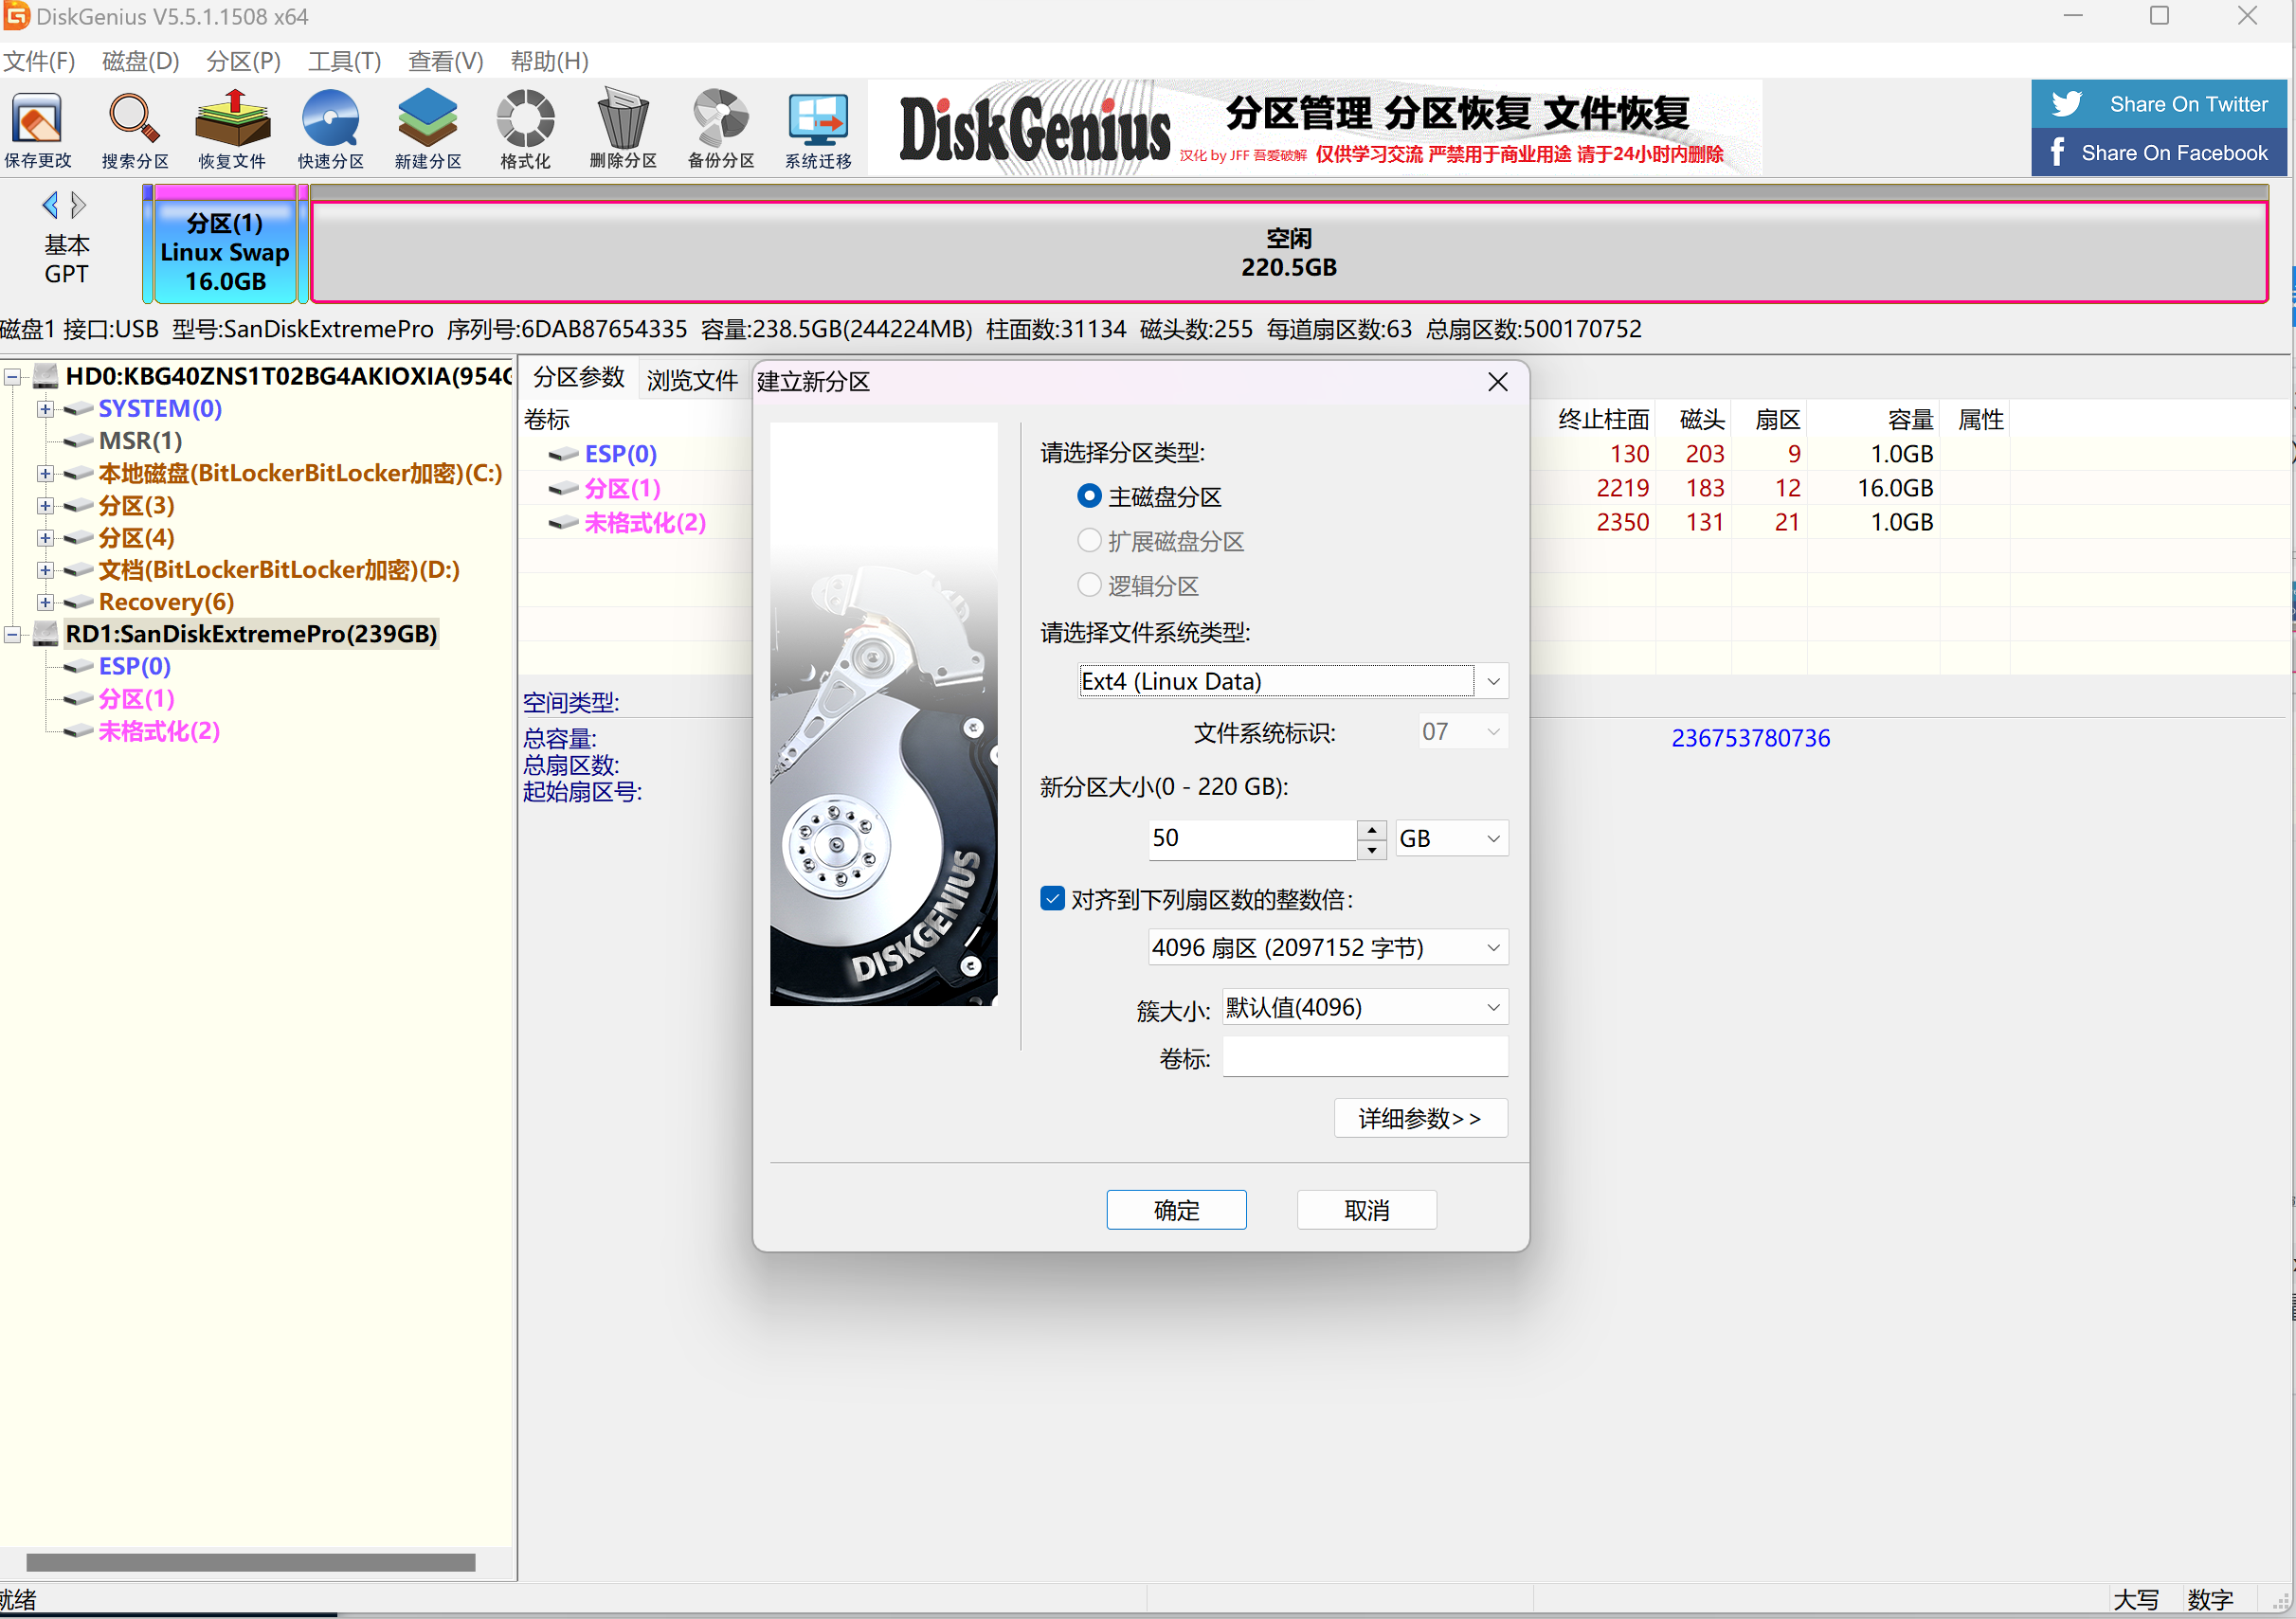 DiskGenius V5.5.1.1508 x64
文件(F) 磁盘(D) 分区(P) 工具(T) 查看(V) 帮助(H)
保存更改 搜索分区 恢复文件 快速分区 新建分区 格式化 删除分区 备份分区 系统迁移
DiskGenius
分区管理 分区恢复 文件恢复
汉化 by JFF 吾爱破解 仅供学习交流 严禁用于商业用途 请于24小时内删除
Share On Twitter
Share On Facebook
基本
GPT
分区(1)
Linux Swap
16.0GB
空闲
220.5GB
磁盘1 接口:USB 型号:SanDiskExtremePro 序列号:6DAB87654335 容量:238.5GB(244224MB) 柱面数:31134 磁头数:255 每道扇区数:63 总扇区数:500170752
HD0:KBG40ZNS1T02BG4AKIOXIA(954G
SYSTEM(0)
MSR(1)
本地磁盘(BitLockerBitLocker加密)(C:)
分区(3)
分区(4)
文档(BitLockerBitLocker加密)(D:)
Recovery(6)
RD1:SanDiskExtremePro(239GB)
ESP(0)
分区(1)
未格式化(2)
分区参数 浏览文件
卷标 终止柱面 磁头 扇区 容量 属性
ESP(0) 130 203 9 1.0GB
分区(1) 2219 183 12 16.0GB
未格式化(2) 2350 131 21 1.0GB
空间类型:
总容量: 236753780736
总扇区数:
起始扇区号:
建立新分区
请选择分区类型:
主磁盘分区
扩展磁盘分区
逻辑分区
请选择文件系统类型:
Ext4 (Linux Data)
文件系统标识: 07
新分区大小(0 - 220 GB):
50 GB
对齐到下列扇区数的整数倍:
4096 扇区 (2097152 字节)
簇大小: 默认值(4096)
卷标:
详细参数>>
确定 取消
DISKGENIUS
就绪 大写 数字